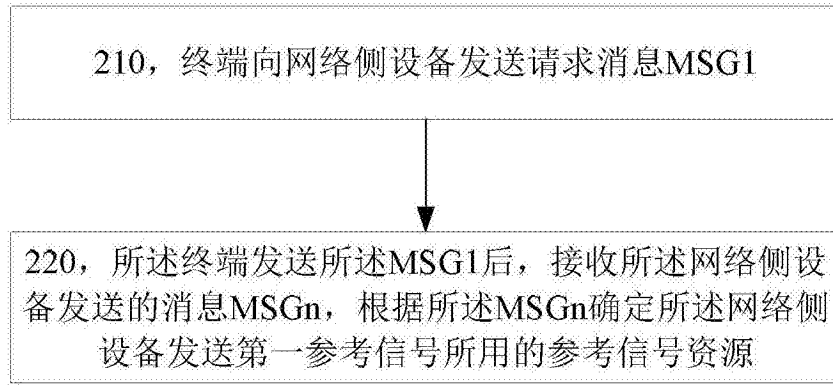 210，终端向网络侧设备发送请求消息MSG1
220，所述终端发送所述MSG1后，接收所述网络侧设
备发送的消息MSGn，根据所述MSGn确定所述网络侧
设备发送第一参考信号所用的参考信号资源